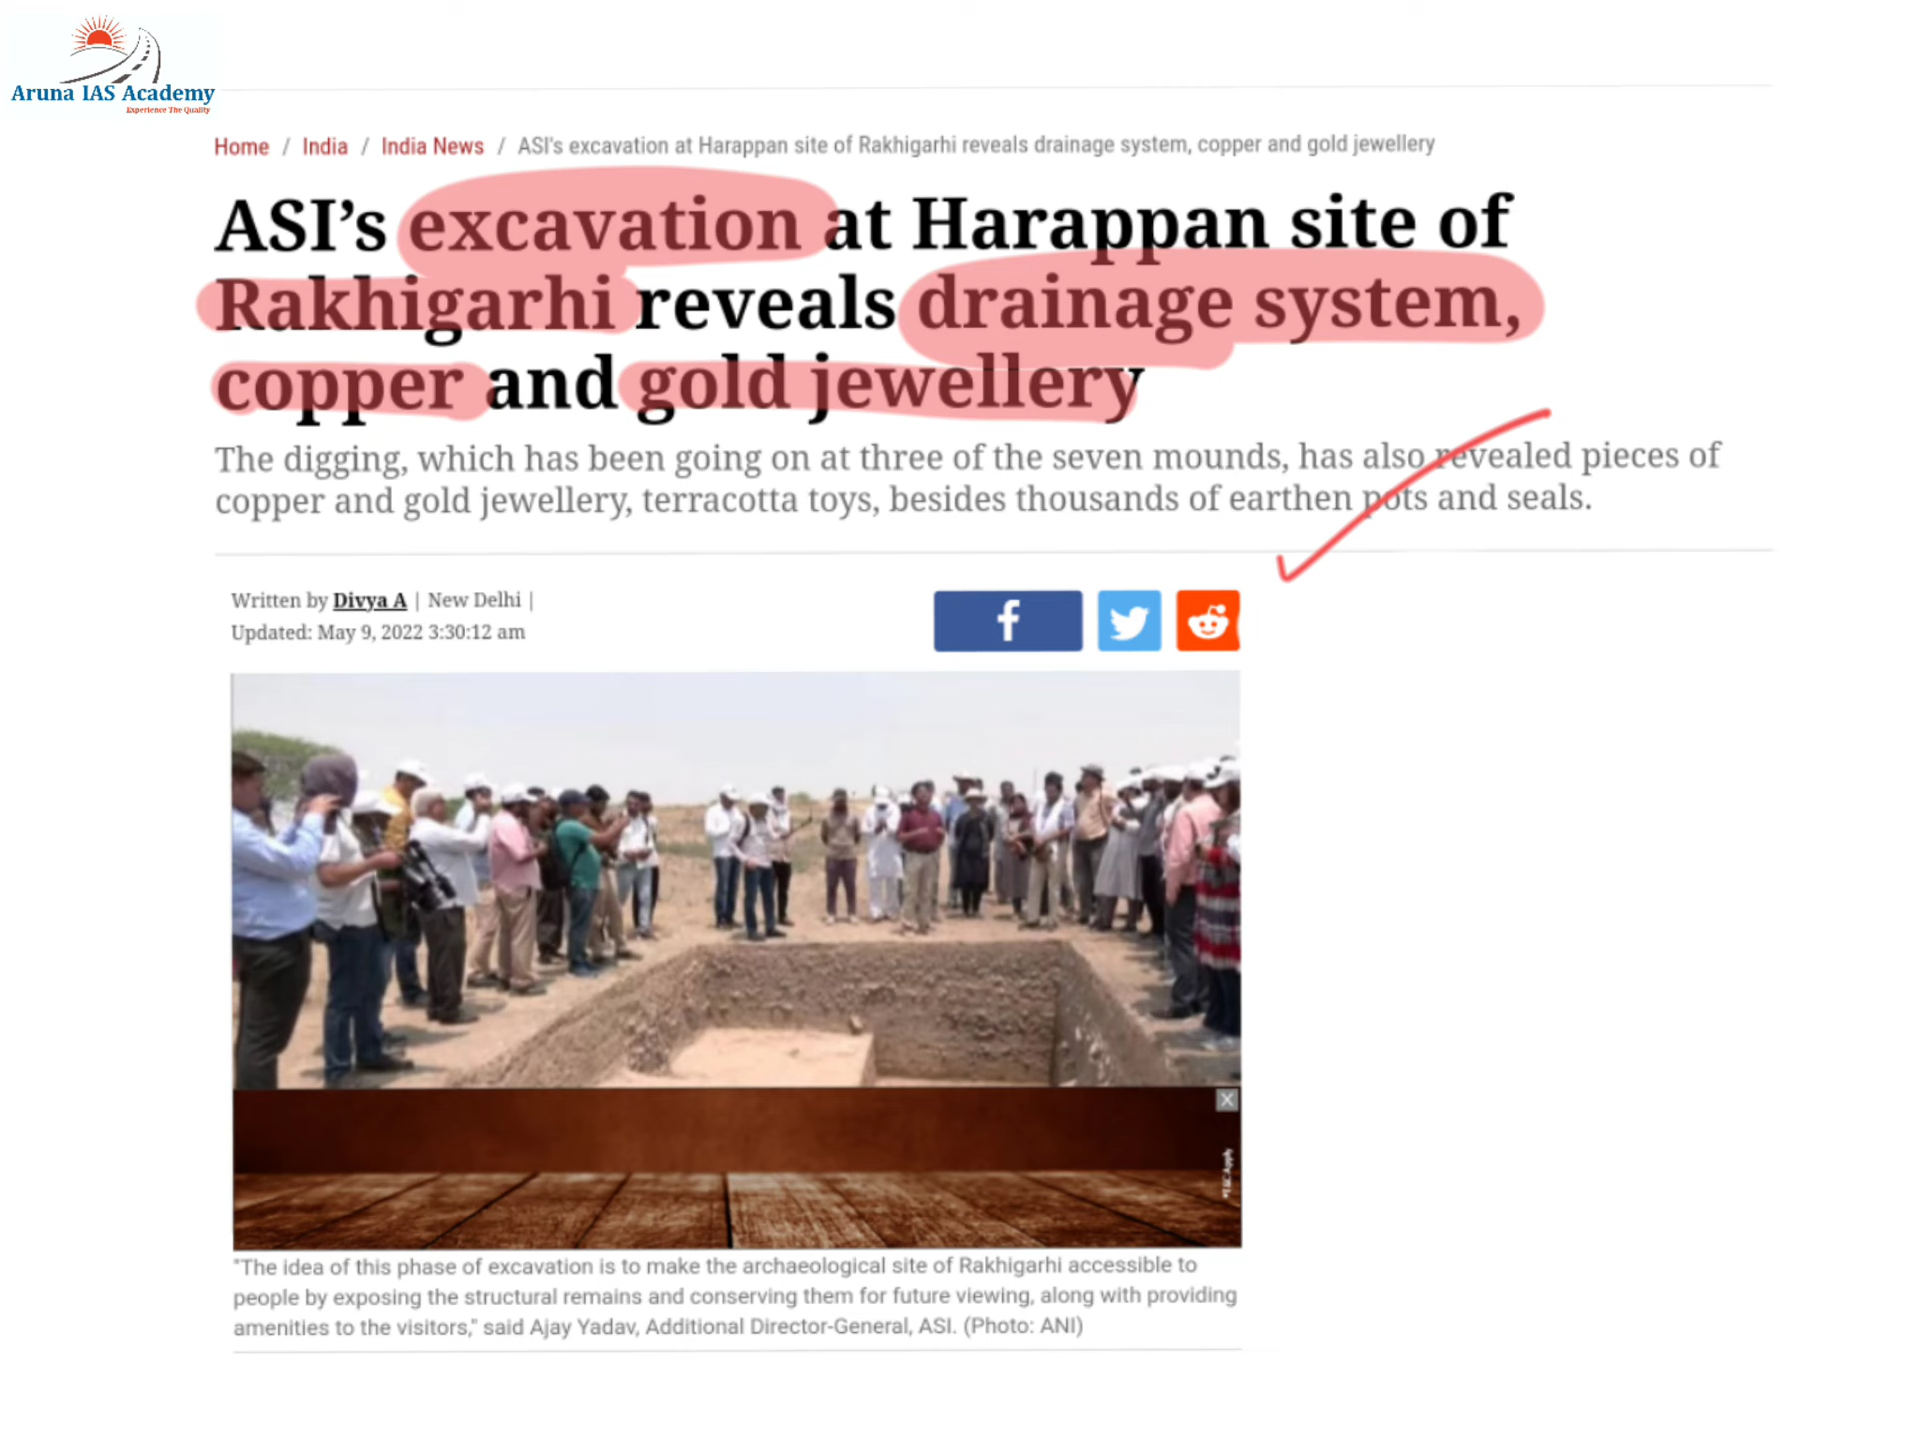 Aruna IAS Academy
Experience The Quality
Home / India / India News / ASI's excavation at Harappan site of Rakhigarhi reveals drainage system, copper and gold jewellery
ASI’s excavation at Harappan site of
Rakhigarhi reveals drainage system,
copper and gold jewellery
The digging, which has been going on at three of the seven mounds, has also revealed pieces of
copper and gold jewellery, terracotta toys, besides thousands of earthen pots and seals.
Written by Divya A | New Delhi |
Updated: May 9, 2022 3:30:12 am
"The idea of this phase of excavation is to make the archaeological site of Rakhigarhi accessible to
people by exposing the structural remains and conserving them for future viewing, along with providing
amenities to the visitors," said Ajay Yadav, Additional Director-General, ASI. (Photo: ANI)